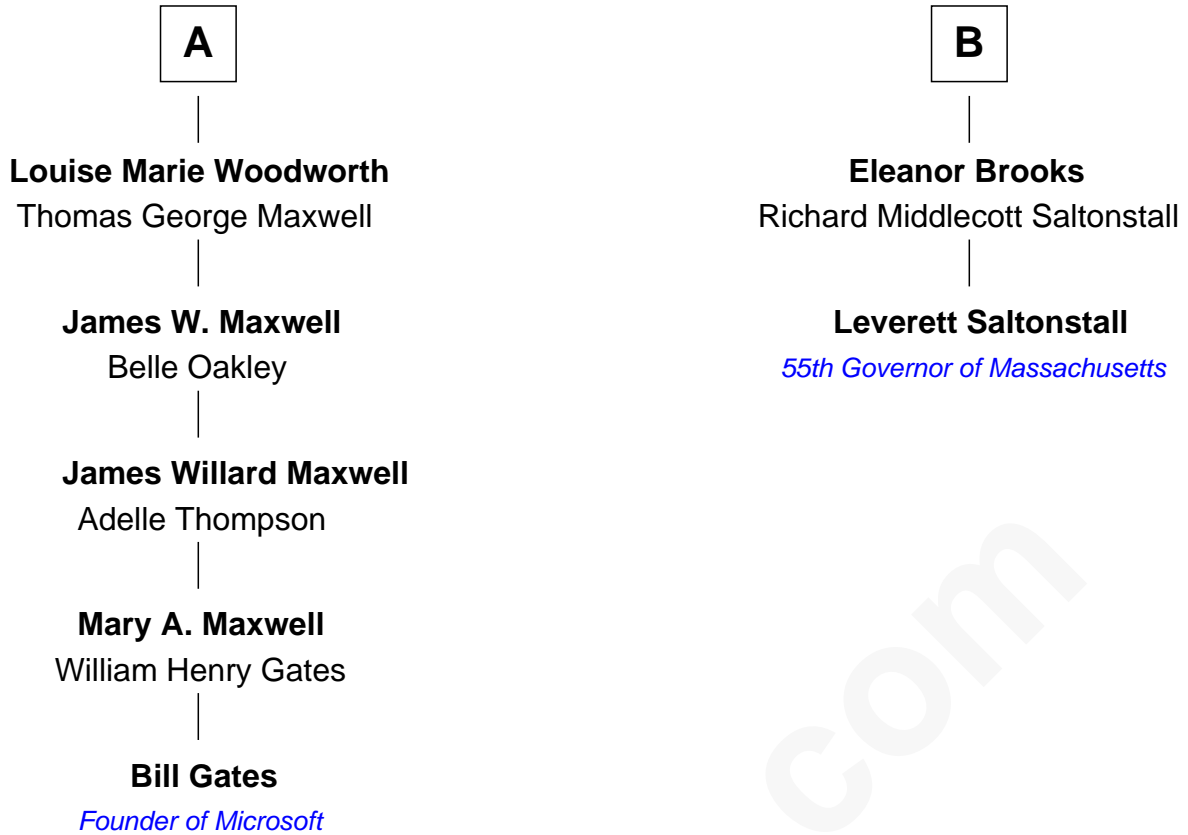 A
Louise Marie Woodworth
Thomas George Maxwell
James W. Maxwell
Belle Oakley
James Willard Maxwell
Adelle Thompson
Mary A. Maxwell
William Henry Gates
Bill Gates
Founder of Microsoft
B
Eleanor Brooks
Richard Middlecott Saltonstall
Leverett Saltonstall
55th Governor of Massachusetts
com